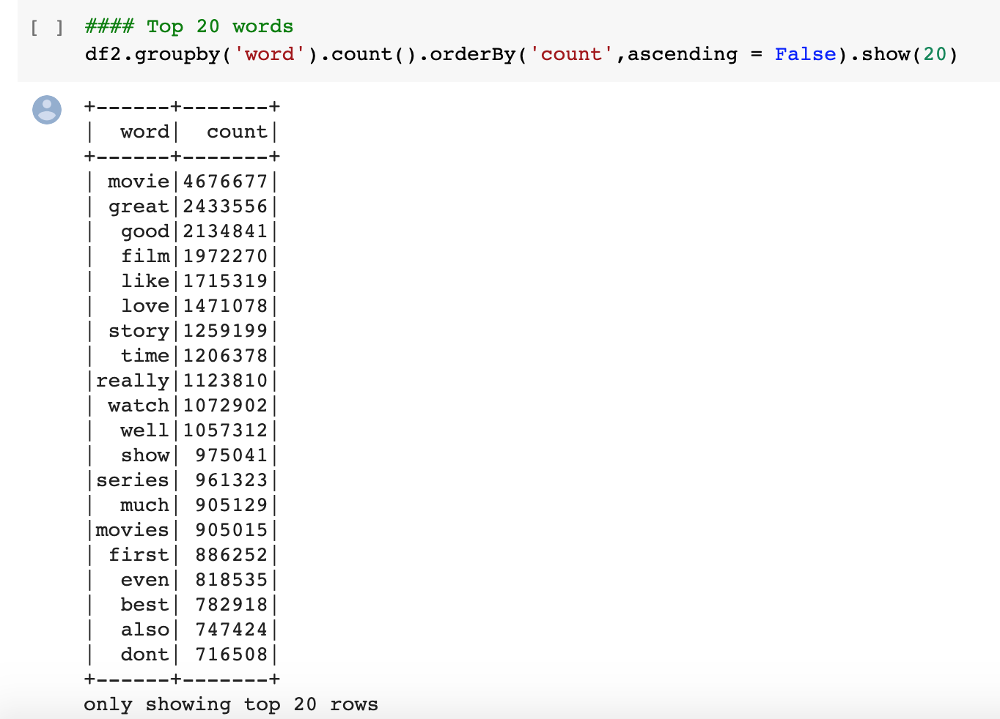 [ ] #### Top 20 words
df2.groupby('word').count().orderBy('count',ascending = False).show(20)
+------+-------+
|  word|  count|
+------+-------+
| movie|4676677|
| great|2433556|
|  good|2134841|
|  film|1972270|
|  like|1715319|
|  love|1471078|
| story|1259199|
|  time|1206378|
|really|1123810|
| watch|1072902|
|  well|1057312|
|  show| 975041|
|series| 961323|
|  much| 905129|
|movies| 905015|
| first| 886252|
|  even| 818535|
|  best| 782918|
|  also| 747424|
|  dont| 716508|
+------+-------+
only showing top 20 rows